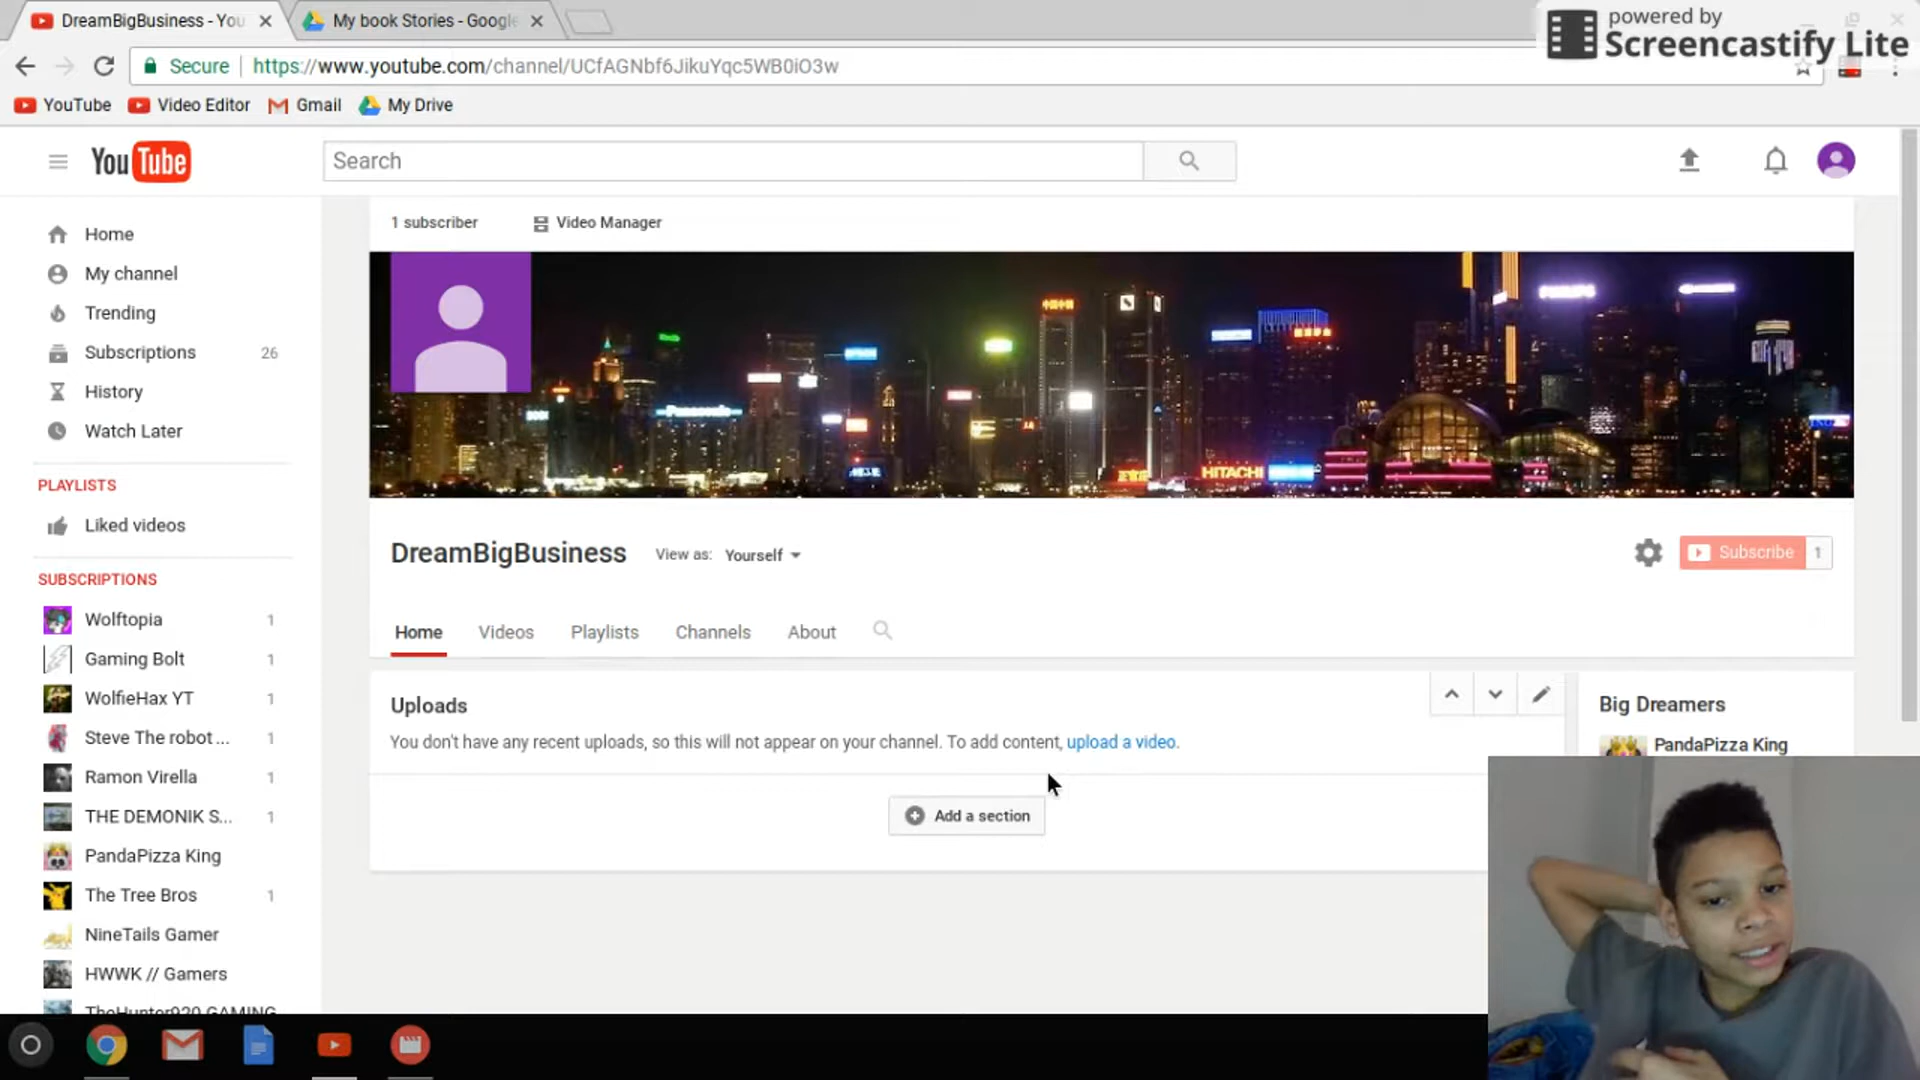 DreamBigBusiness - You
My book Stories - Google
powered by
Screencastify Lite
Secure
https://www.youtube.com/channel/UCfAGNbf6JikuYqc5WB0iO3w
YouTube
Video Editor
Gmail
My Drive
YouTube
Search
1 subscriber
Video Manager
Home
My channel
Trending
Subscriptions 26
History
Watch Later
PLAYLISTS
Liked videos
SUBSCRIPTIONS
Wolftopia 1
Gaming Bolt 1
WolfieHax YT 1
Steve The robot ... 1
Ramon Virella 1
THE DEMONIK S... 1
PandaPizza King
The Tree Bros 1
NineTails Gamer
HWWK // Gamers
TheHunter920 GAMING
Panasonic
HITACHI
PHILIPS
DreamBigBusiness
View as: Yourself
Subscribe 1
Home
Videos
Playlists
Channels
About
Uploads
You don't have any recent uploads, so this will not appear on your channel. To add content, upload a video.
Add a section
Big Dreamers
PandaPizza King